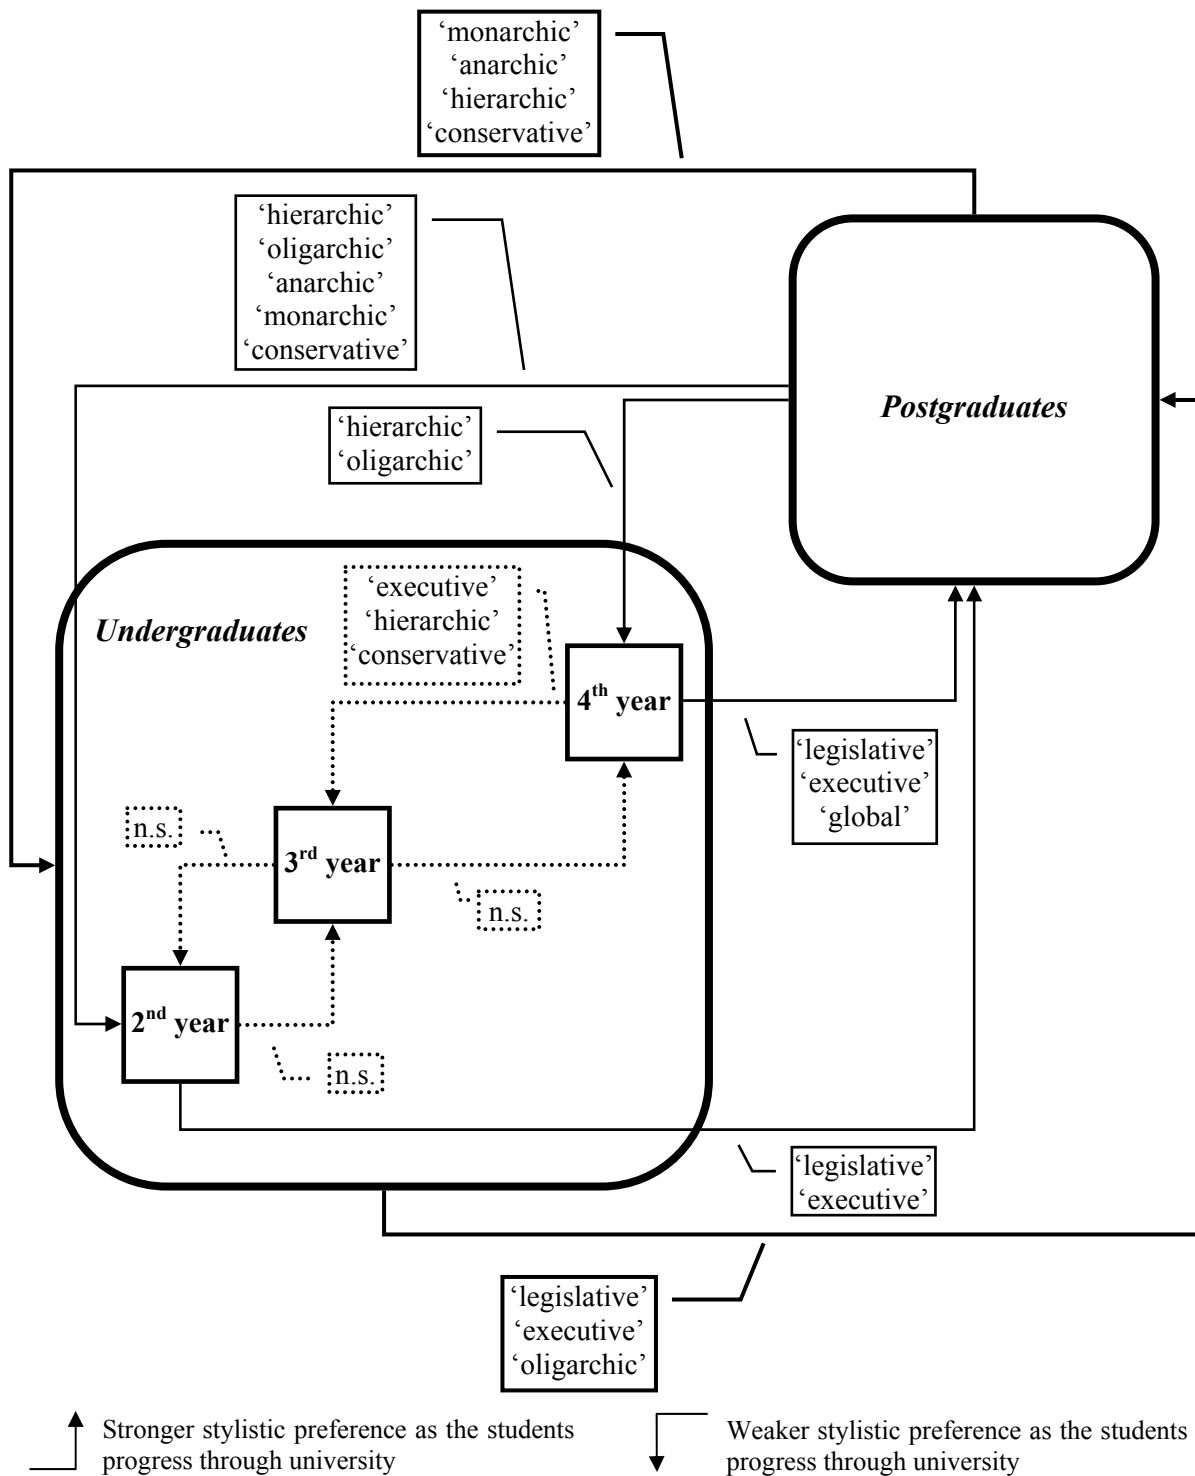 ‘monarchic’
‘anarchic’
‘hierarchic’
‘conservative’
‘hierarchic’
‘oligarchic’
‘anarchic’
‘monarchic’
‘conservative’
‘hierarchic’
‘oligarchic’
Postgraduates
Undergraduates
‘executive’
‘hierarchic’
‘conservative’
4th year
‘legislative’
‘executive’
‘global’
n.s.
3rd year
n.s.
2nd year
n.s.
‘legislative’
‘executive’
‘legislative’
‘executive’
‘oligarchic’
Stronger stylistic preference as the students
progress through university
Weaker stylistic preference as the students
progress through university